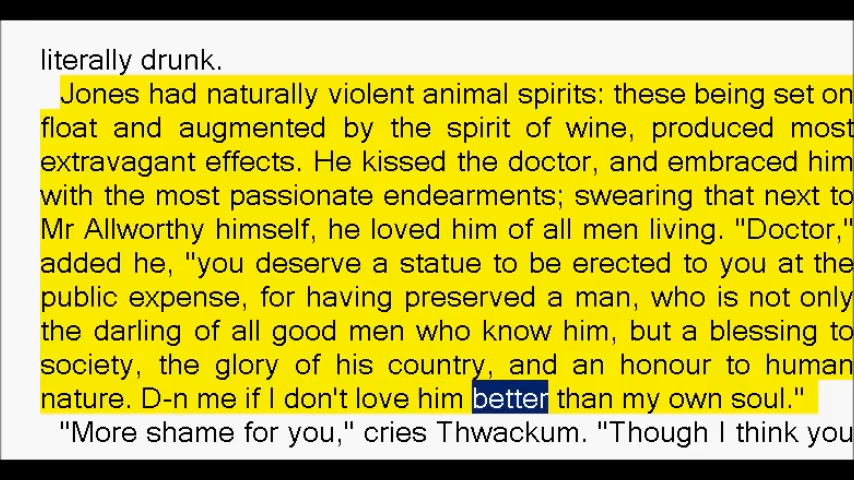 literally drunk.
Jones had naturally violent animal spirits: these being set on
float and augmented by the spirit of wine, produced most
extravagant effects. He kissed the doctor, and embraced him
with the most passionate endearments; swearing that next to
Mr Allworthy himself, he loved him of all men living. "Doctor,"
added he, "you deserve a statue to be erected to you at the
public expense, for having preserved a man, who is not only
the darling of all good men who know him, but a blessing to
society, the glory of his country, and an honour to human
nature. D-n me if I don't love him better than my own soul."
"More shame for you," cries Thwackum. "Though I think you